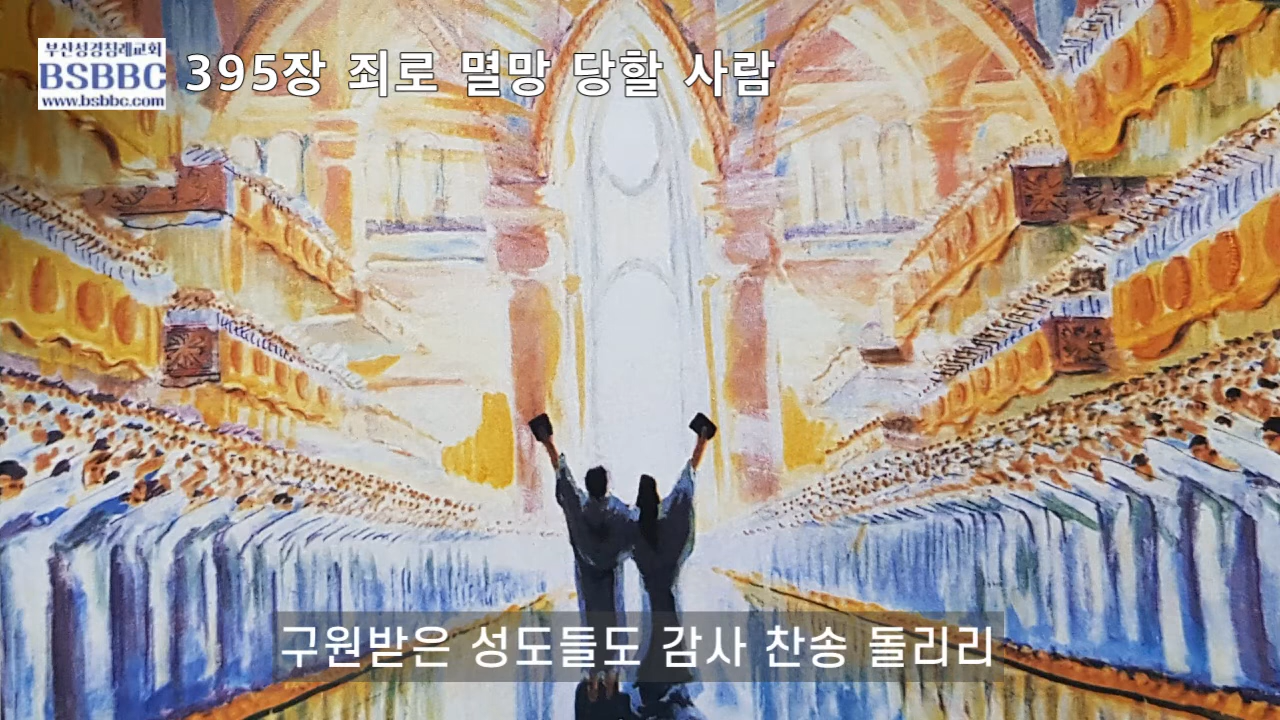 부산성경침례교회
BSBBC
www.bsbbc.com
395장 죄로 멸망 당할 사람
구원받은 성도들도 감사 찬송 돌리리